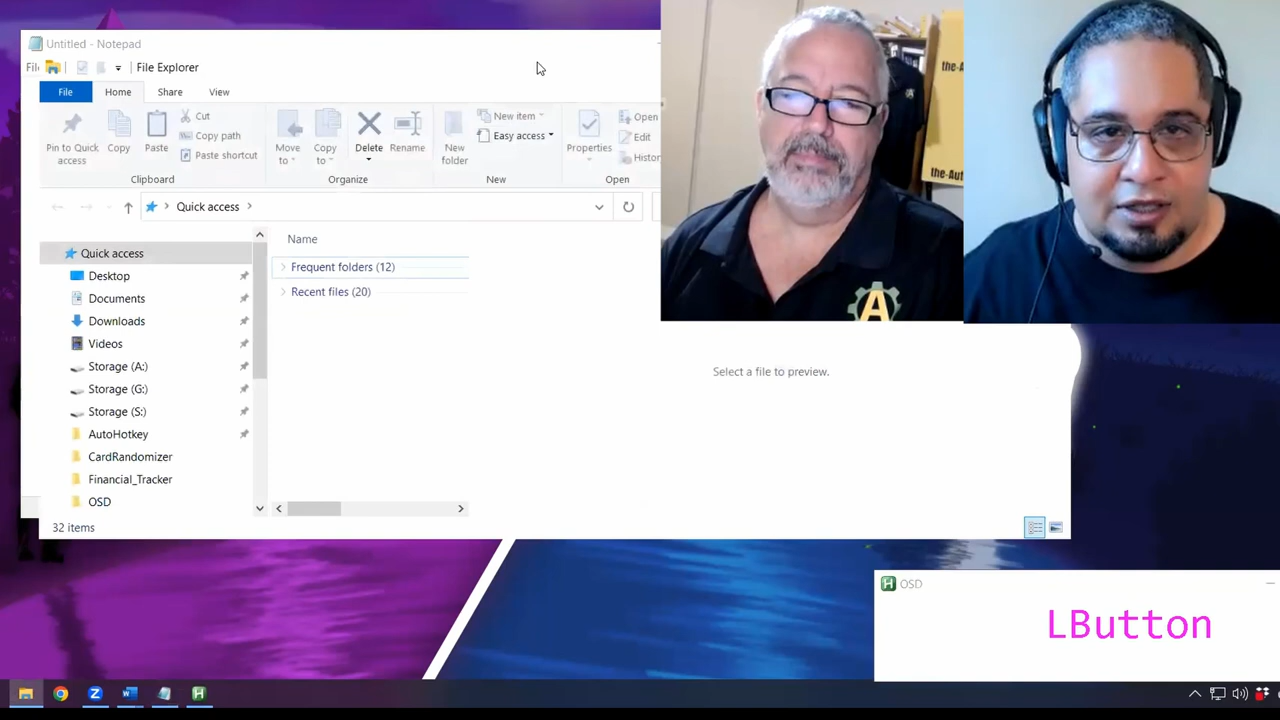 Untitled - Notepad
File Explorer
File
Home
Share
View
Pin to Quick
access
Copy
Paste
Cut
Copy path
Paste shortcut
Clipboard
Move
to
Copy
to
Delete
Rename
Organize
New
folder
New item
Easy access
New
Properties
Open
Edit
Open
Quick access
Name
Quick access
Desktop
Documents
Downloads
Videos
Storage (A:)
Storage (G:)
Storage (S:)
AutoHotkey
CardRandomizer
Financial_Tracker
OSD
Frequent folders (12)
Recent files (20)
Select a file to preview.
32 items
A
OSD
LButton